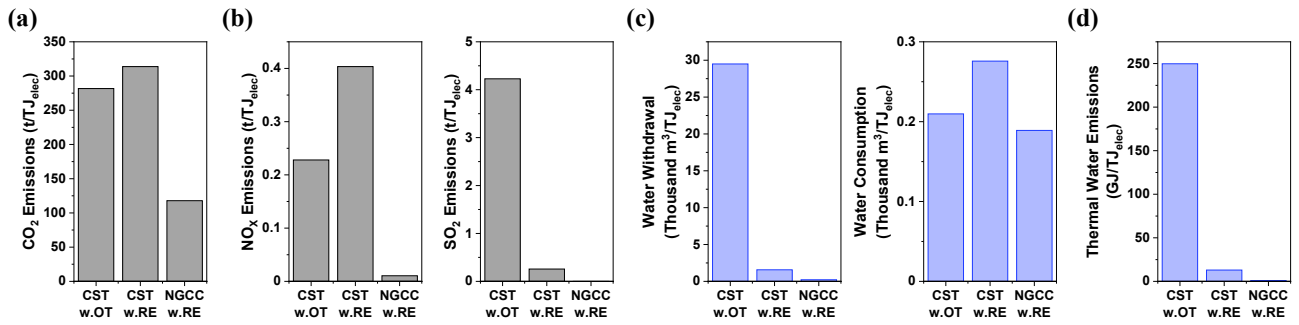 (a)
CO₂ Emissions (t/TJelec)
350
300
250
200
150
100
50
0
CST
w.OT
CST
w.RE
NGCC
w.RE
(b)
NOX Emissions (t/TJelec)
0.4
0.3
0.2
0.1
0
CST
w.OT
CST
w.RE
NGCC
w.RE
SO₂ Emissions (t/TJelec)
5
4
3
2
1
0
CST
w.OT
CST
w.RE
NGCC
w.RE
(c)
Water Withdrawal
(Thousand m³/TJelec)
30
25
20
15
10
5
0
CST
w.OT
CST
w.RE
NGCC
w.RE
Water Consumption
(Thousand m³/TJelec)
0.3
0.2
0.1
0
CST
w.OT
CST
w.RE
NGCC
w.RE
(d)
Thermal Water Emissions
(GJ/TJelec)
250
200
150
100
50
0
CST
w.OT
CST
w.RE
NGCC
w.RE